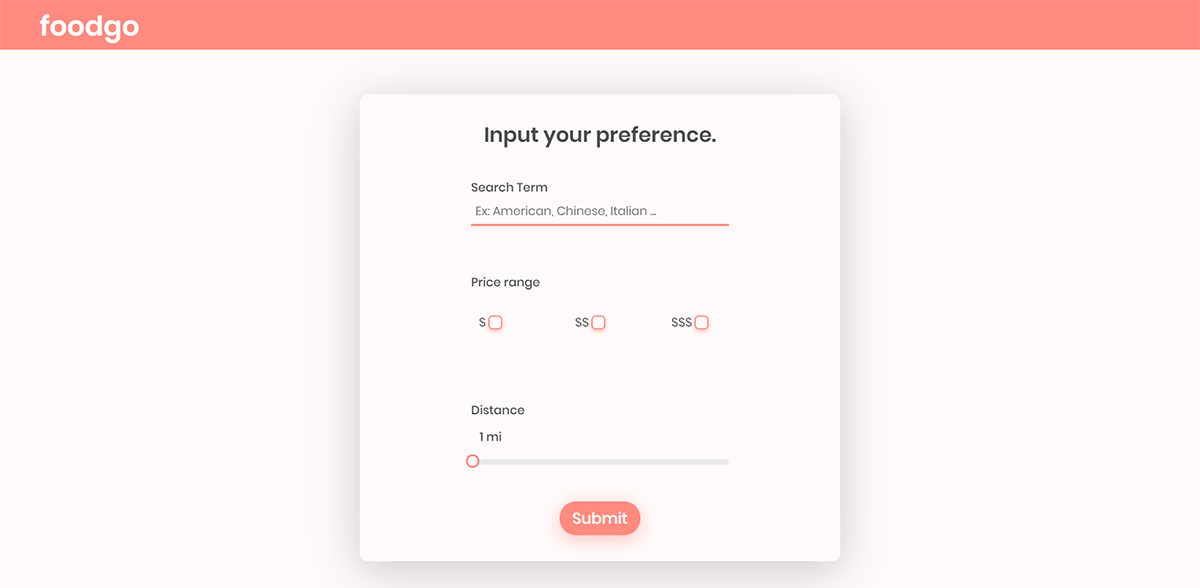 foodgo
Input your preference.
Search Term
Ex: American, Chinese, Italian ...
Price range
$ $$ $$$
Distance
1 mi
Submit